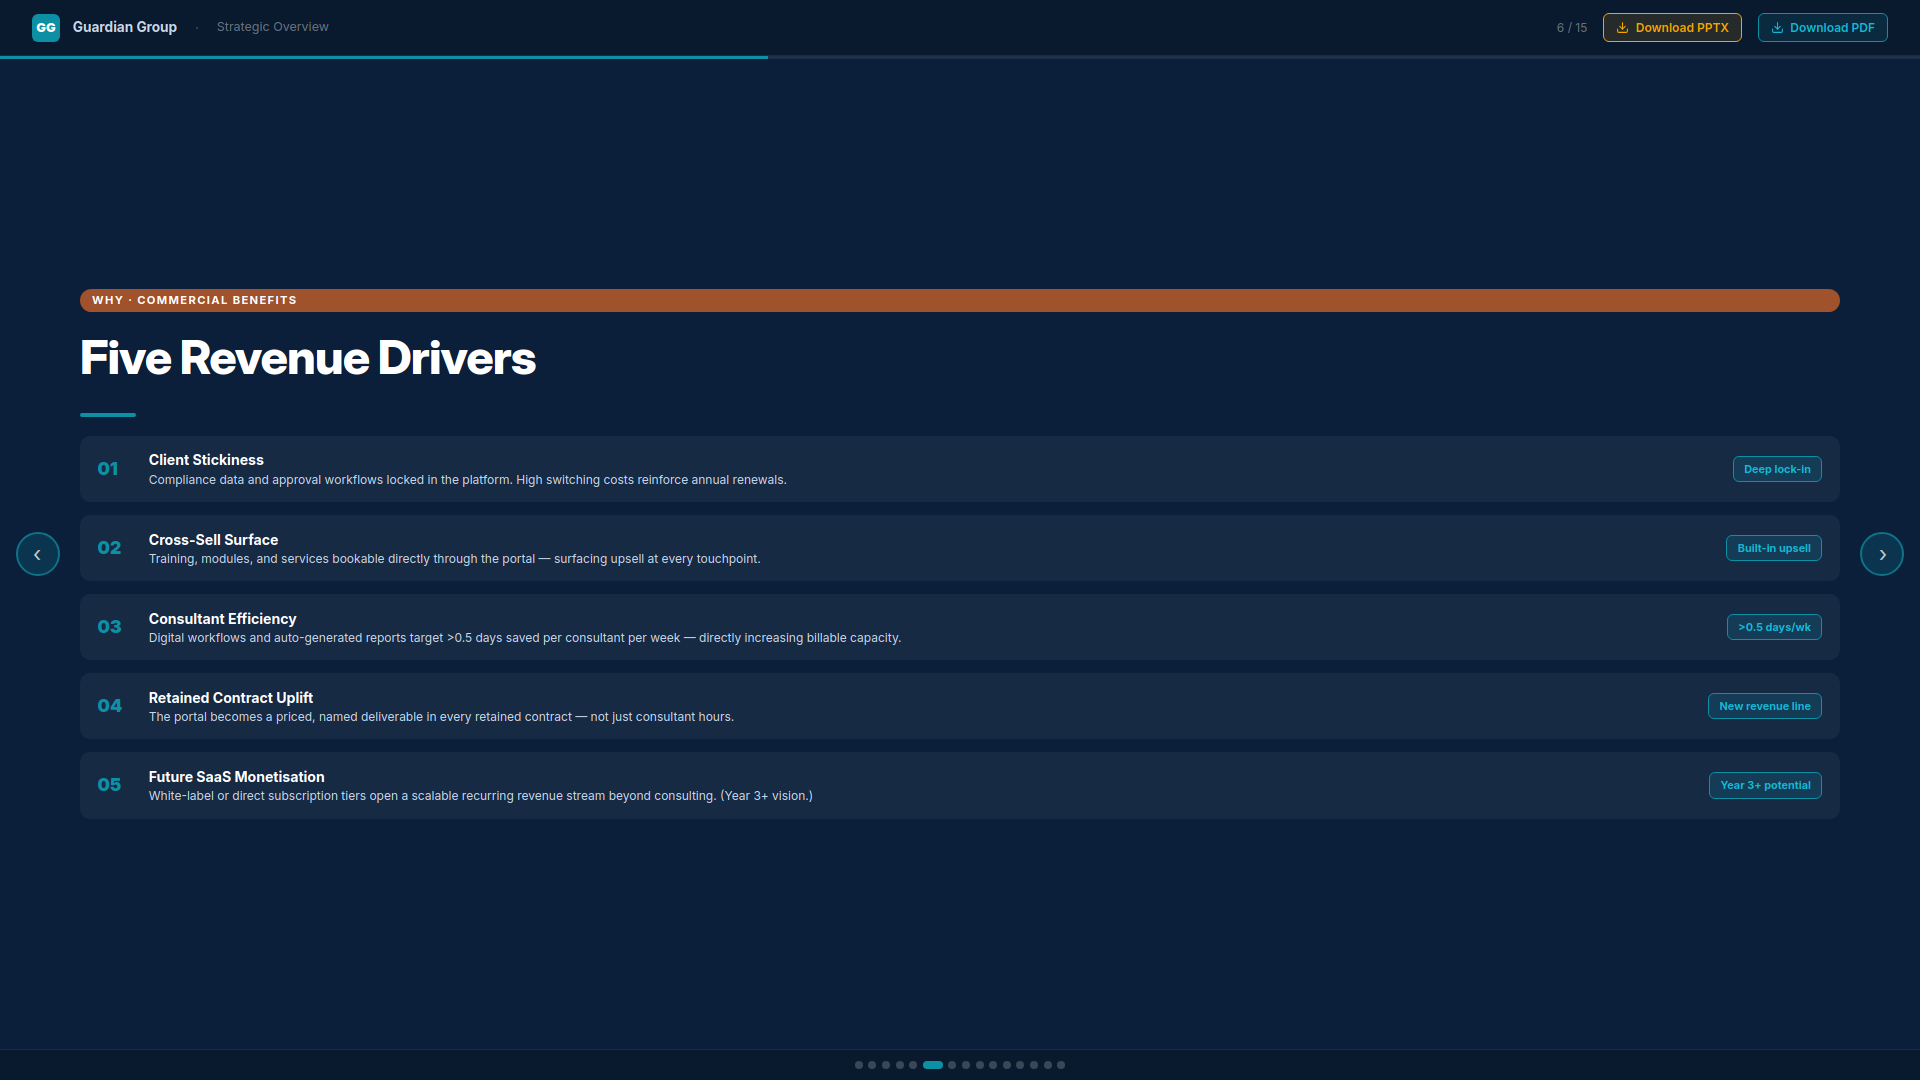 GG Guardian Group · Strategic Overview 6 / 15 Download PPTX Download PDF
WHY · COMMERCIAL BENEFITS
Five Revenue Drivers
01 Client Stickiness
Compliance data and approval workflows locked in the platform. High switching costs reinforce annual renewals.
Deep lock-in
02 Cross-Sell Surface
Training, modules, and services bookable directly through the portal — surfacing upsell at every touchpoint.
Built-in upsell
03 Consultant Efficiency
Digital workflows and auto-generated reports target >0.5 days saved per consultant per week — directly increasing billable capacity.
>0.5 days/wk
04 Retained Contract Uplift
The portal becomes a priced, named deliverable in every retained contract — not just consultant hours.
New revenue line
05 Future SaaS Monetisation
White-label or direct subscription tiers open a scalable recurring revenue stream beyond consulting. (Year 3+ vision.)
Year 3+ potential